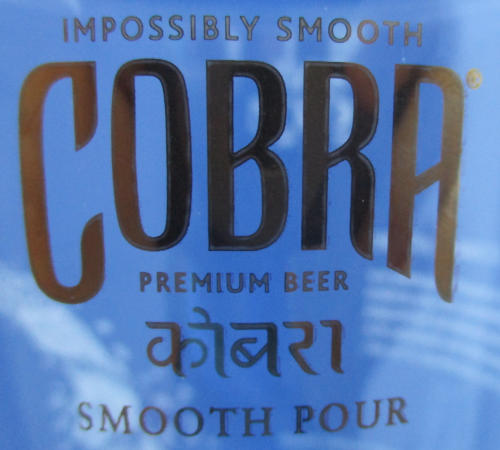 IMPOSSIBLY SMOOTH
COBRA®
PREMIUM BEER
कोबरा
SMOOTH POUR